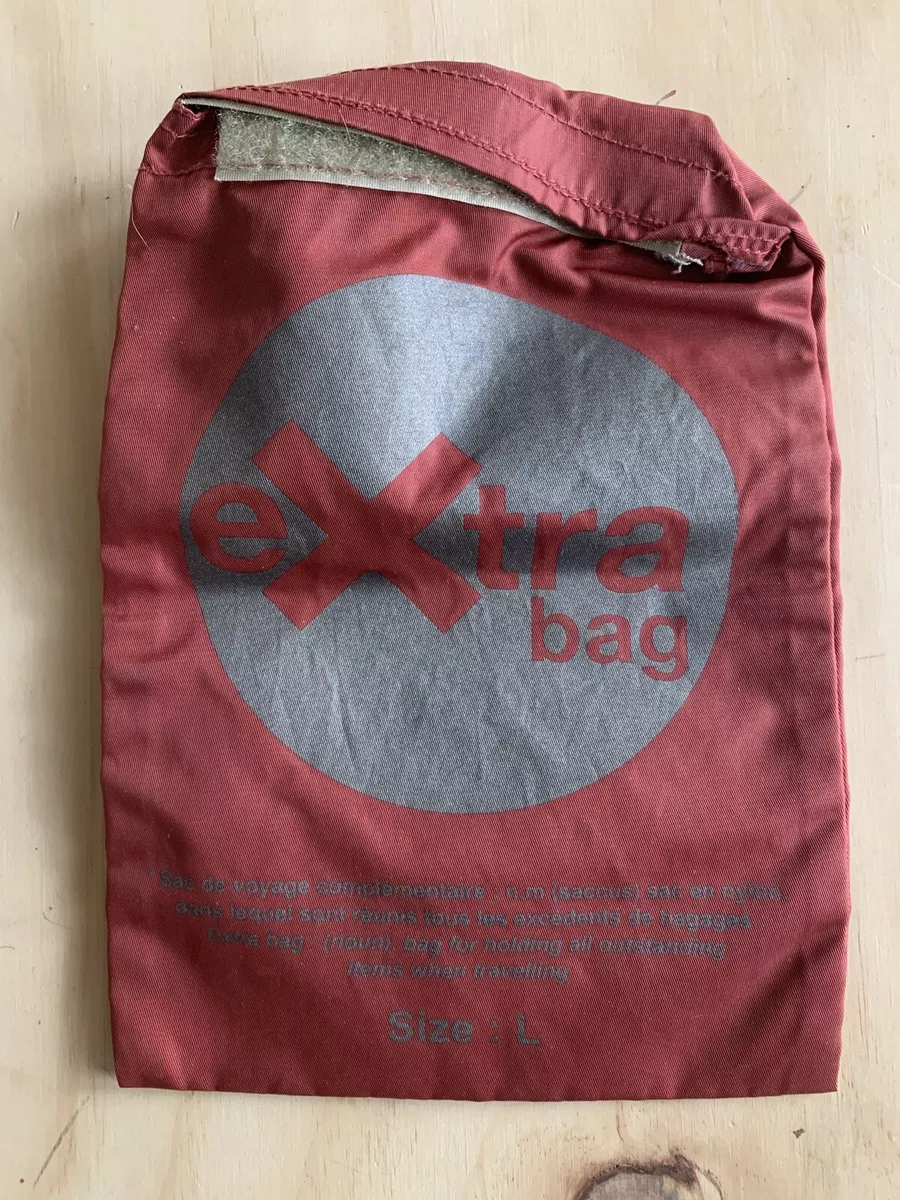 eXtra
bag
* Sac de voyage complémentaire : n.m (saccus) sac en nylon,
dans lequel sont réunis tous les excédents de bagages.
Extra bag : (noun), bag for holding all outstanding
items when travelling
Size : L